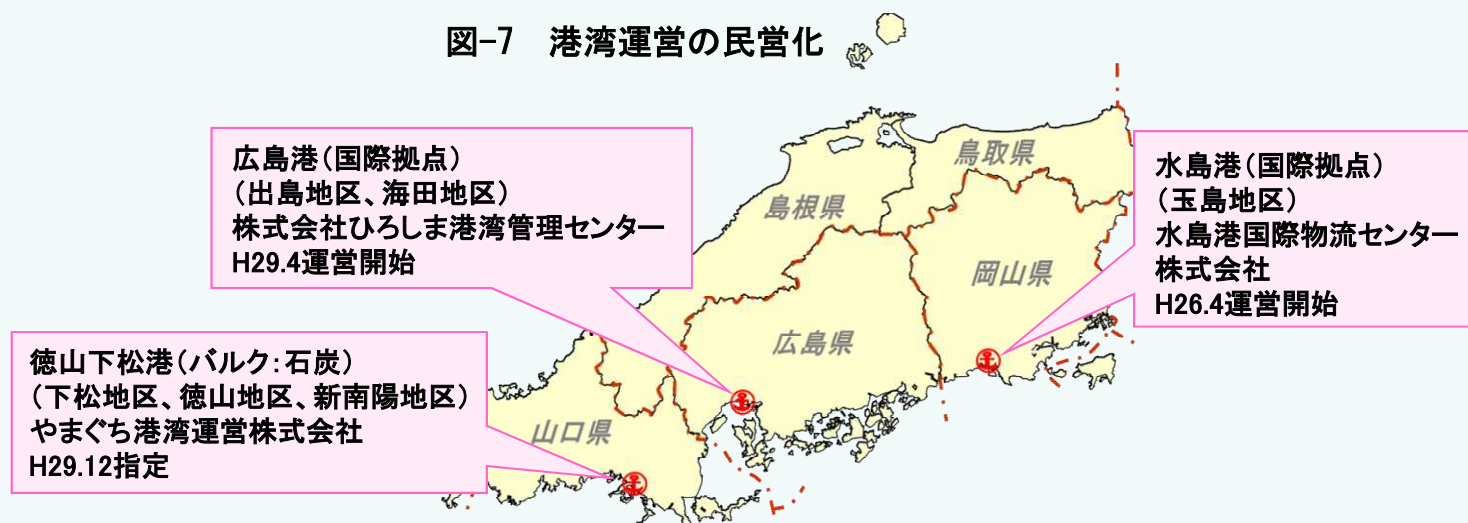 図-7 港湾運営の民営化
広島港(国際拠点)
(出島地区、海田地区)
株式会社ひろしま港湾管理センター
H29.4運営開始
水島港(国際拠点)
(玉島地区)
水島港国際物流センター
株式会社
H26.4運営開始
徳山下松港(バルク:石炭)
(下松地区、徳山地区、新南陽地区)
やまぐち港湾運営株式会社
H29.12指定
鳥取県
島根県
岡山県
広島県
山口県